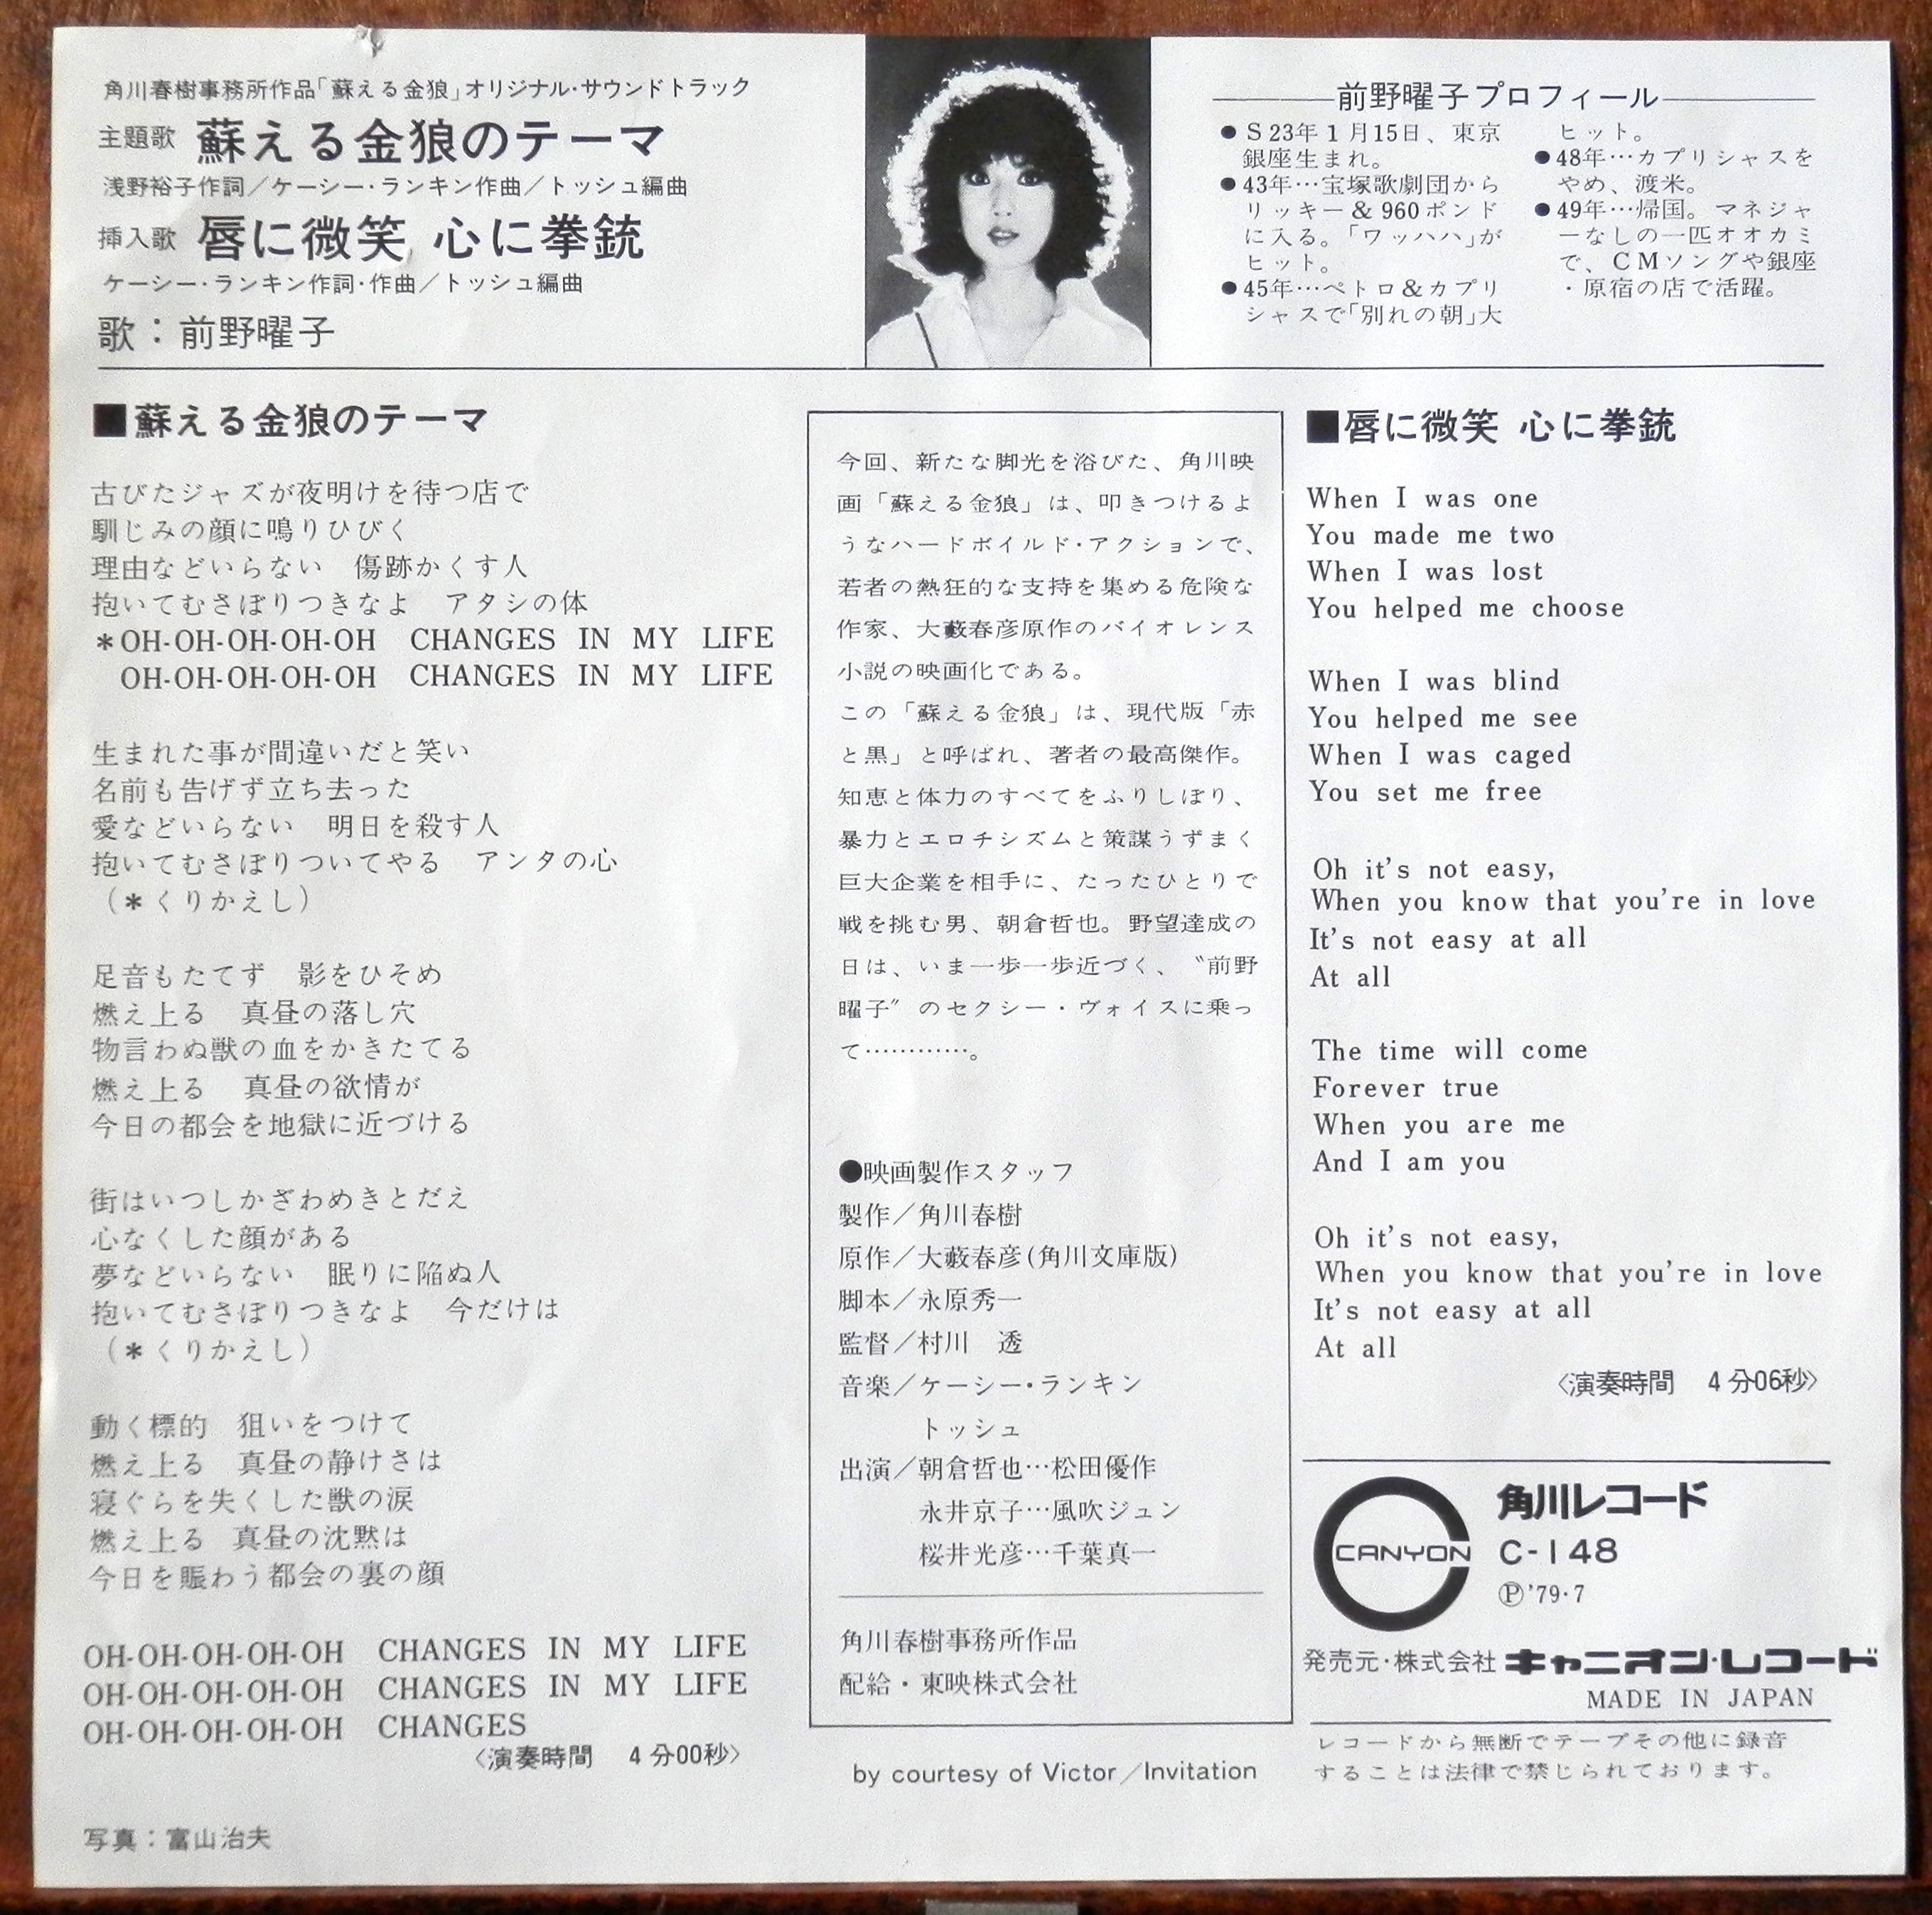 角川春樹事務所作品「蘇える金狼」オリジナル・サウンドトラック
主題歌 蘇える金狼のテーマ
浅野裕子作詞／ケーシー・ランキン作曲／トッシュ編曲
挿入歌 唇に微笑 心に拳銃
ケーシー・ランキン作詞・作曲／トッシュ編曲
歌：前野曜子
前野曜子プロフィール
●S23年1月15日、東京
銀座生まれ。
●43年…宝塚歌劇団から
リッキー＆960ポンド
に入る。「ワッハハ」が
ヒット。
●45年…ペトロ＆カプリ
シャスで「別れの朝」大
ヒット。
●48年…カプリシャスを
やめ、渡米。
●49年…帰国。マネジャ
ーなしの一匹オオカミ
で、CMソングや銀座
・原宿の店で活躍。
■蘇える金狼のテーマ
古びたジャズが夜明けを待つ店で
馴じみの顔に鳴りひびく
理由などいらない　傷跡かくす人
抱いてむさぼりつきなよ　アタシの体
＊OH-OH-OH-OH-OH CHANGES IN MY LIFE
OH-OH-OH-OH-OH CHANGES IN MY LIFE
生まれた事が間違いだと笑い
名前も告げず立ち去った
愛などいらない　明日を殺す人
抱いてむさぼりついてやる　アンタの心
（＊くりかえし）
足音もたてず　影をひそめ
燃え上る　真昼の落し穴
物言わぬ獣の血をかきたてる
燃え上る　真昼の欲情が
今日の都会を地獄に近づける
街はいつしかざわめきとだえ
心なくした顔がある
夢などいらない　眠りに陥ぬ人
抱いてむさぼりつきなよ　今だけは
（＊くりかえし）
動く標的　狙いをつけて
燃え上る　真昼の静けさは
寝ぐらを失くした獣の涙
燃え上る　真昼の沈黙は
今日を賑わう都会の裏の顔
OH-OH-OH-OH-OH CHANGES IN MY LIFE
OH-OH-OH-OH-OH CHANGES IN MY LIFE
OH-OH-OH-OH-OH CHANGES
〈演奏時間　4分00秒〉
写真：富山治夫
今回、新たな脚光を浴びた、角川映
画「蘇える金狼」は、叩きつけるよ
うなハードボイルド・アクションで、
若者の熱狂的な支持を集める危険な
作家、大藪春彦原作のバイオレンス
小説の映画化である。
この「蘇える金狼」は、現代版「赤
と黒」と呼ばれ、著者の最高傑作。
知恵と体力のすべてをふりしぼり、
暴力とエロチシズムと策謀うずまく
巨大企業を相手に、たったひとりで
戦を挑む男、朝倉哲也。野望達成の
日は、いま一歩一歩近づく、〝前野
曜子〞のセクシー・ヴォイスに乗っ
て…………。
●映画製作スタッフ
製作／角川春樹
原作／大藪春彦(角川文庫版)
脚本／永原秀一
監督／村川　透
音楽／ケーシー・ランキン
トッシュ
出演／朝倉哲也…松田優作
永井京子…風吹ジュン
桜井光彦…千葉真一
角川春樹事務所作品
配給・東映株式会社
by courtesy of Victor／Invitation
■唇に微笑 心に拳銃
When I was one
You made me two
When I was lost
You helped me choose
When I was blind
You helped me see
When I was caged
You set me free
Oh it's not easy,
When you know that you're in love
It's not easy at all
At all
The time will come
Forever true
When you are me
And I am you
Oh it's not easy,
When you know that you're in love
It's not easy at all
At all
〈演奏時間　4分06秒〉
CANYON
角川レコード
C-148
Ⓟ'79・7
発売元・株式会社キャニオン・レコード
MADE IN JAPAN
レコードから無断でテープその他に録音
することは法律で禁じられております。